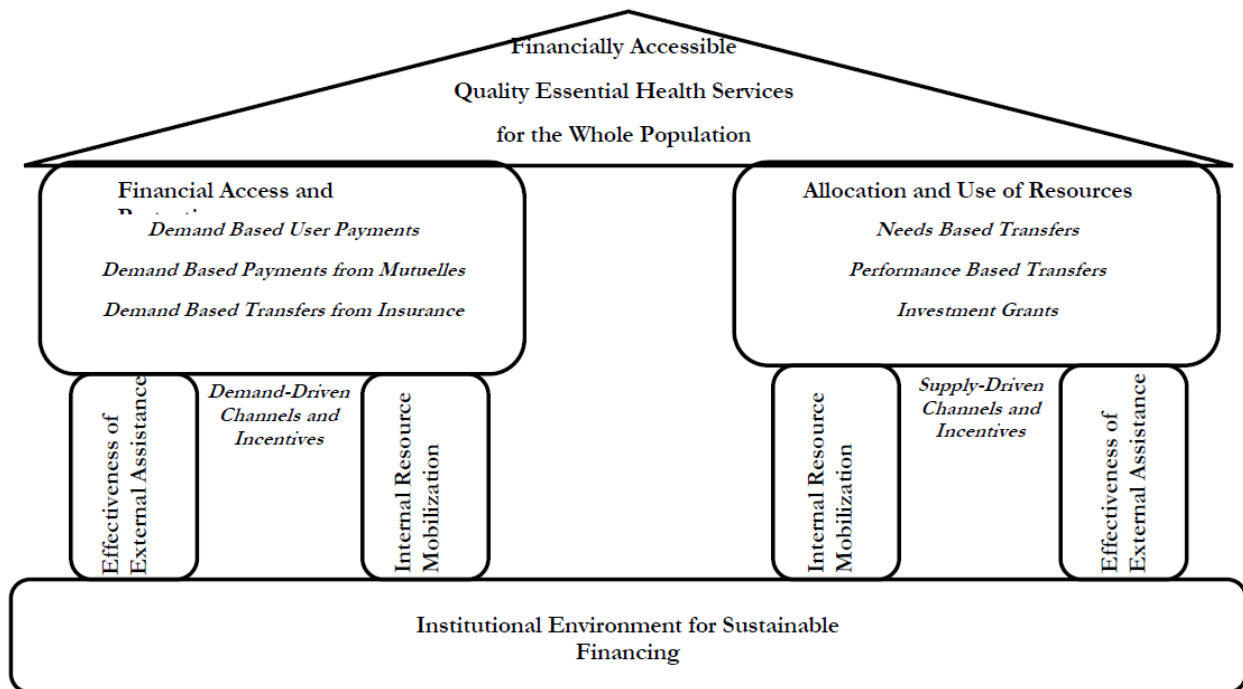 Financially Accessible
Quality Essential Health Services
for the Whole Population
Financial Access and
Demand Based User Payments
Demand Based Payments from Mutuelles
Demand Based Transfers from Insurance
Allocation and Use of Resources
Needs Based Transfers
Performance Based Transfers
Investment Grants
Effectiveness of
External Assistance
Demand-Driven
Channels and
Incentives
Internal Resource
Mobilization
Internal Resource
Mobilization
Supply-Driven
Channels and
Incentives
Effectiveness of
External Assistance
Institutional Environment for Sustainable
Financing